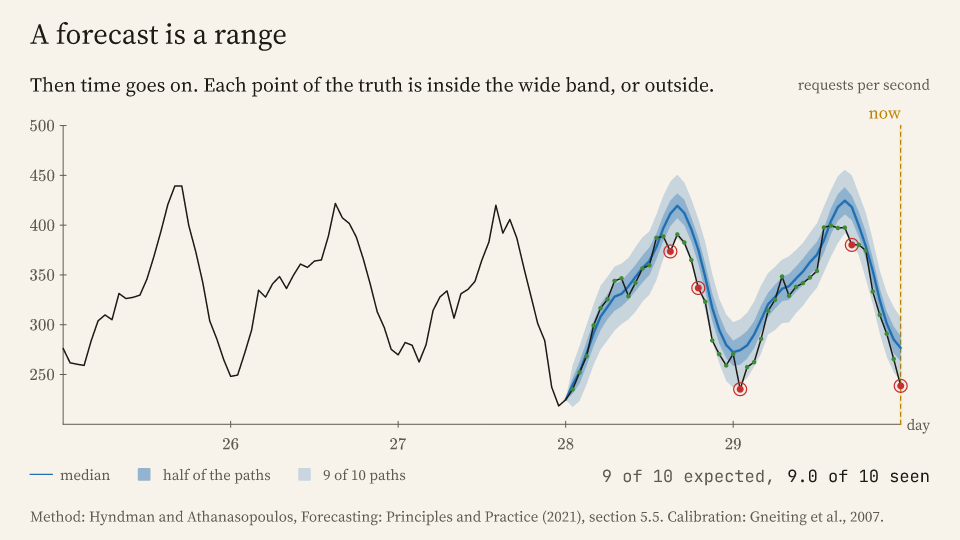 A forecast is a range
Then time goes on. Each point of the truth is inside the wide band, or outside.
requests per second
now
500
450
400
350
300
250
26
27
28
29
day
median
half of the paths
9 of 10 paths
9 of 10 expected, 9.0 of 10 seen
Method: Hyndman and Athanasopoulos, Forecasting: Principles and Practice (2021), section 5.5. Calibration: Gneiting et al., 2007.